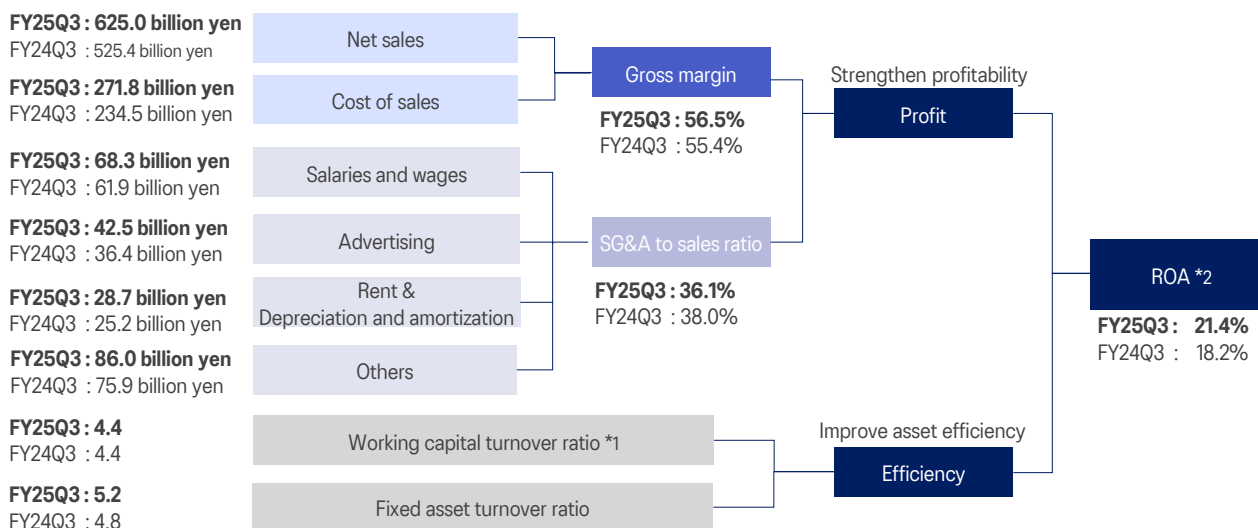 FY25Q3 : 625.0 billion yen
FY24Q3 : 525.4 billion yen
Net sales
FY25Q3 : 271.8 billion yen
FY24Q3 : 234.5 billion yen
Cost of sales
Gross margin
FY25Q3 : 56.5%
FY24Q3 : 55.4%
Strengthen profitability
Profit
FY25Q3 : 68.3 billion yen
FY24Q3 : 61.9 billion yen
Salaries and wages
FY25Q3 : 42.5 billion yen
FY24Q3 : 36.4 billion yen
Advertising
SG&A to sales ratio
FY25Q3 : 36.1%
FY24Q3 : 38.0%
FY25Q3 : 28.7 billion yen
FY24Q3 : 25.2 billion yen
Rent &
Depreciation and amortization
FY25Q3 : 86.0 billion yen
FY24Q3 : 75.9 billion yen
Others
ROA *2
FY25Q3 : 21.4%
FY24Q3 : 18.2%
FY25Q3 : 4.4
FY24Q3 : 4.4
Working capital turnover ratio *1
Improve asset efficiency
Efficiency
FY25Q3 : 5.2
FY24Q3 : 4.8
Fixed asset turnover ratio